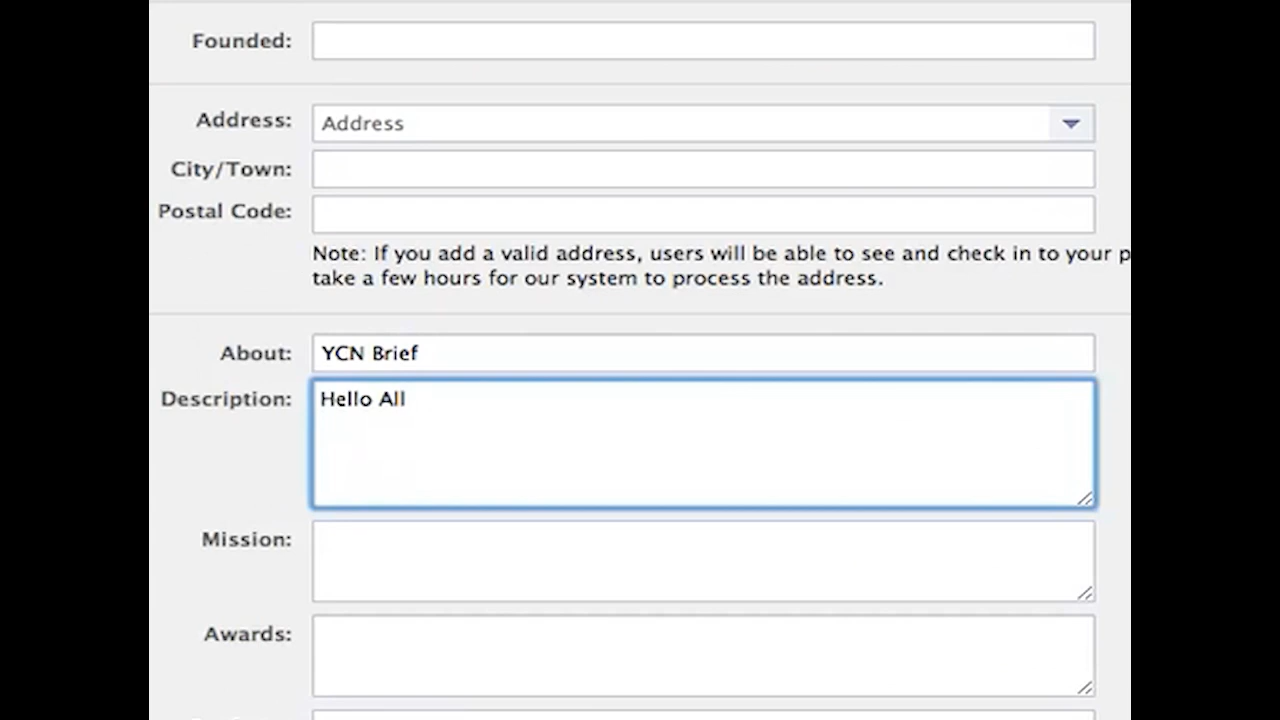 Founded:
Address: Address
City/Town:
Postal Code:
Note: If you add a valid address, users will be able to see and check in to your p
take a few hours for our system to process the address.
About: YCN Brief
Description: Hello All
Mission:
Awards: